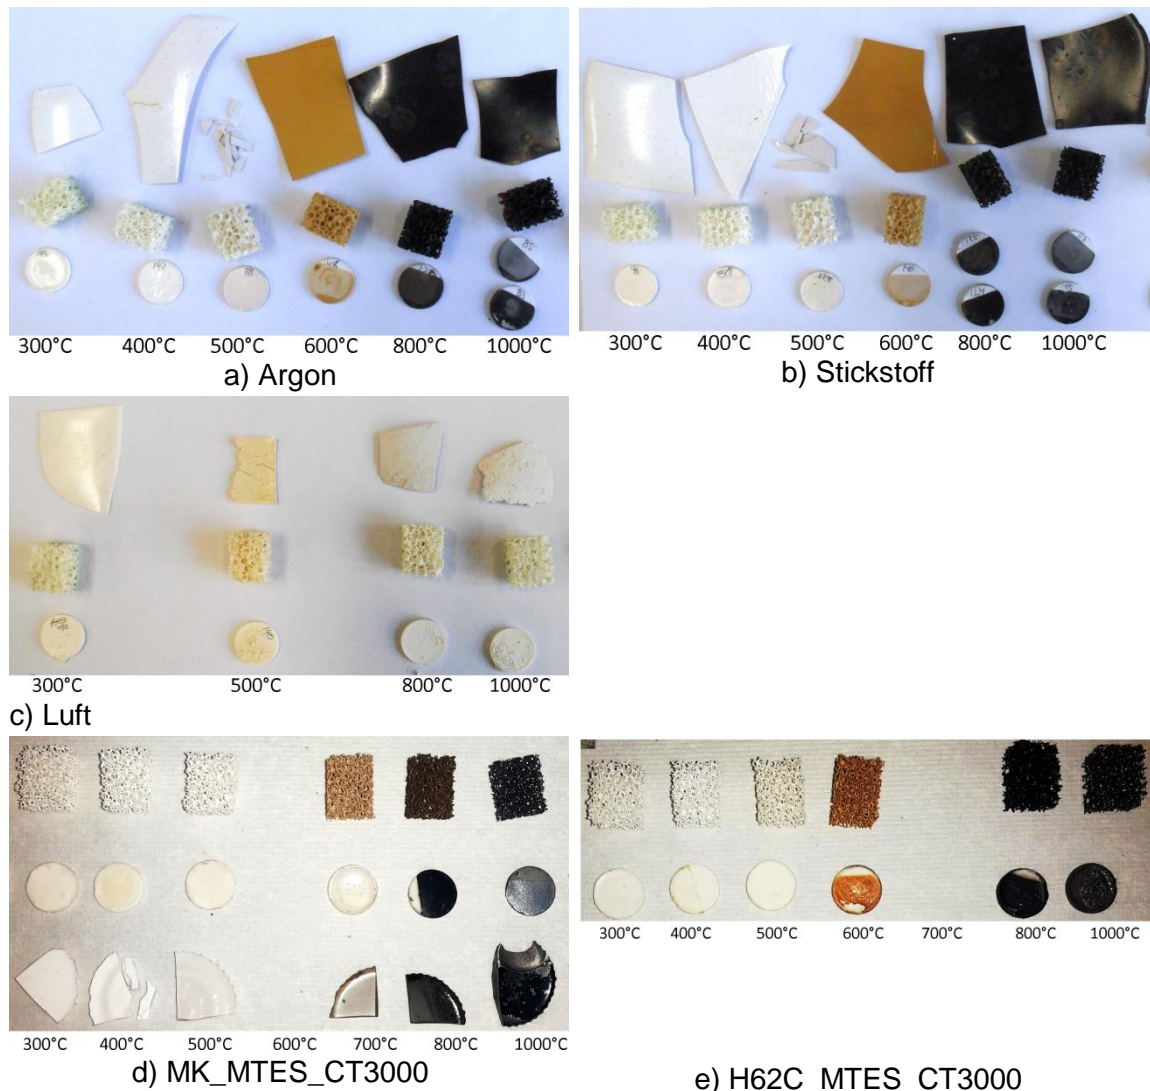 300°C 400°C 500°C 600°C 800°C 1000°C
a) Argon
300°C 400°C 500°C 600°C 800°C 1000°C
b) Stickstoff
300°C 500°C 800°C 1000°C
c) Luft
300°C 400°C 500°C 600°C 700°C 800°C 1000°C
d) MK_MTES_CT3000
300°C 400°C 500°C 600°C 700°C 800°C 1000°C
e) H62C_MTES_CT3000